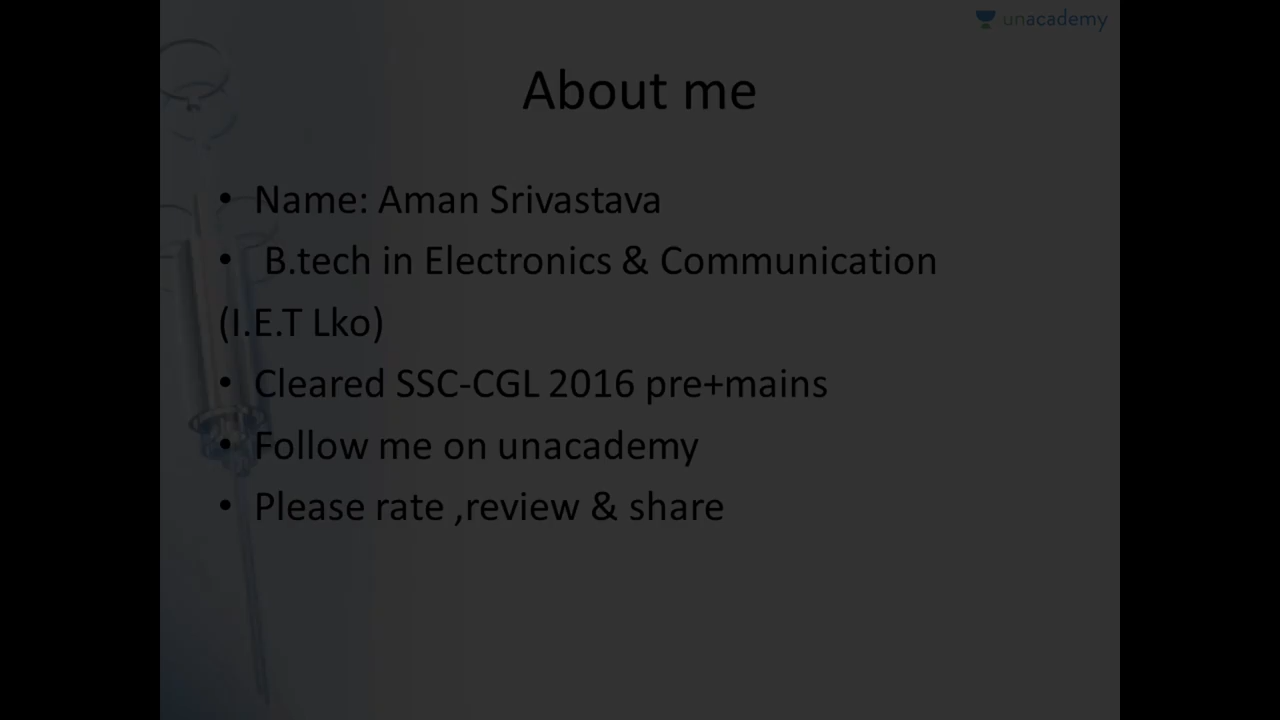 unacademy
About me
• Name: Aman Srivastava
• B.tech in Electronics & Communication
(I.E.T Lko)
• Cleared SSC-CGL 2016 pre+mains
• Follow me on unacademy
• Please rate ,review & share